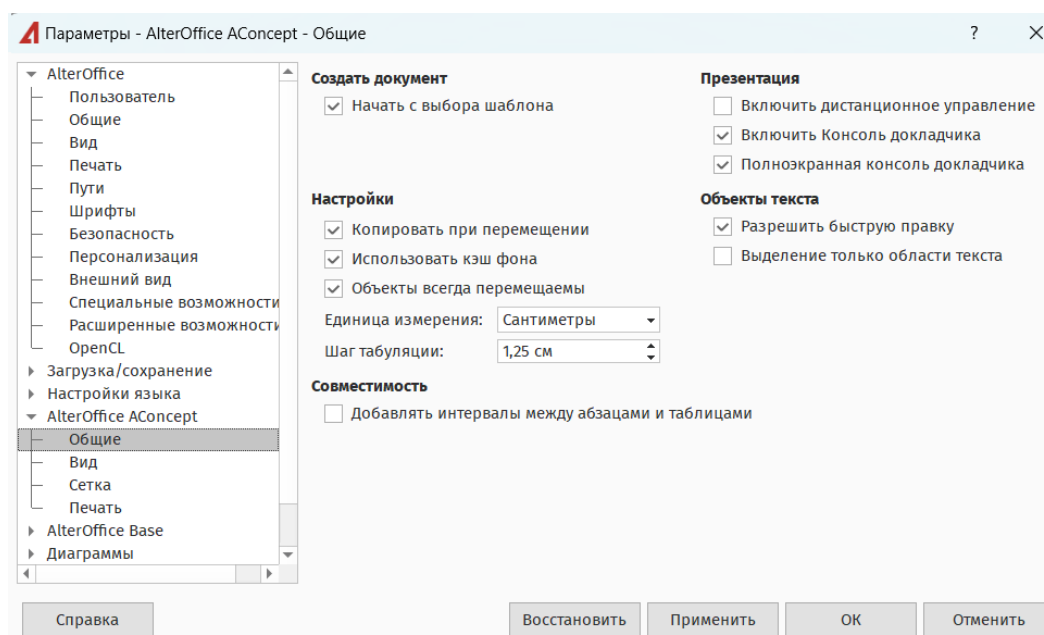 Параметры - AlterOffice AConcept - Общие ?
AlterOffice
Пользователь
Общие
Вид
Печать
Пути
Шрифты
Безопасность
Персонализация
Внешний вид
Специальные возможности
Расширенные возможности
OpenCL
Загрузка/сохранение
Настройки языка
AlterOffice AConcept
Общие
Вид
Сетка
Печать
AlterOffice Base
Диаграммы
Создать документ
Начать с выбора шаблона
Настройки
Копировать при перемещении
Использовать кэш фона
Объекты всегда перемещаемы
Единица измерения: Сантиметры
Шаг табуляции: 1,25 см
Совместимость
Добавлять интервалы между абзацами и таблицами
Презентация
Включить дистанционное управление
Включить Консоль докладчика
Полноэкранная консоль докладчика
Объекты текста
Разрешить быструю правку
Выделение только области текста
Справка Восстановить Применить ОК Отменить